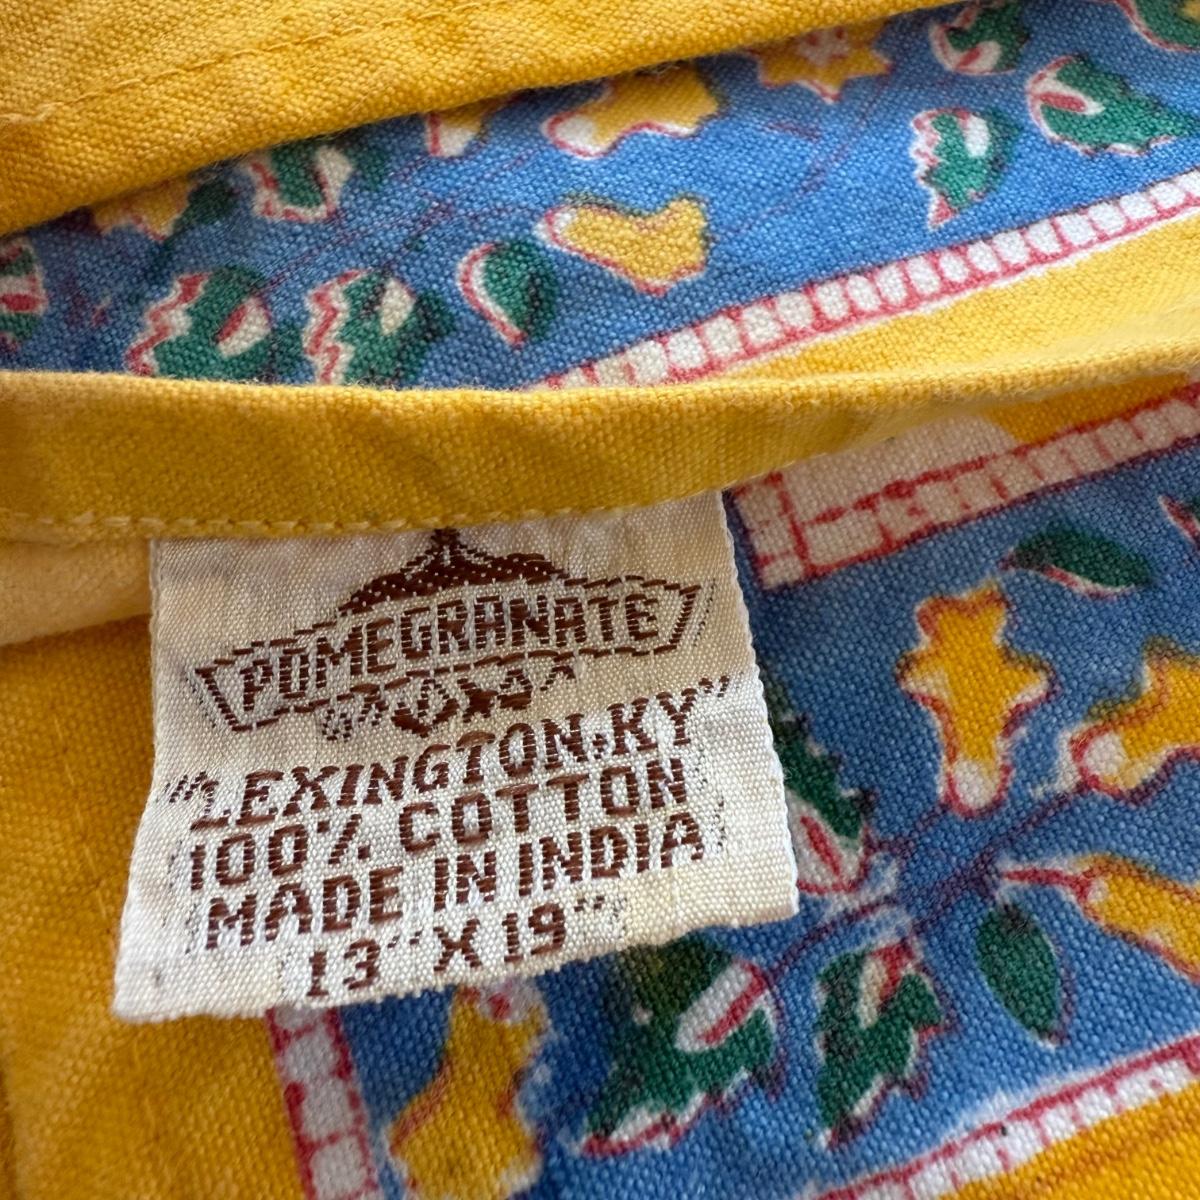 POMEGRANATE
"LEXINGTON, KY"
100% COTTON
MADE IN INDIA
13" X 19"